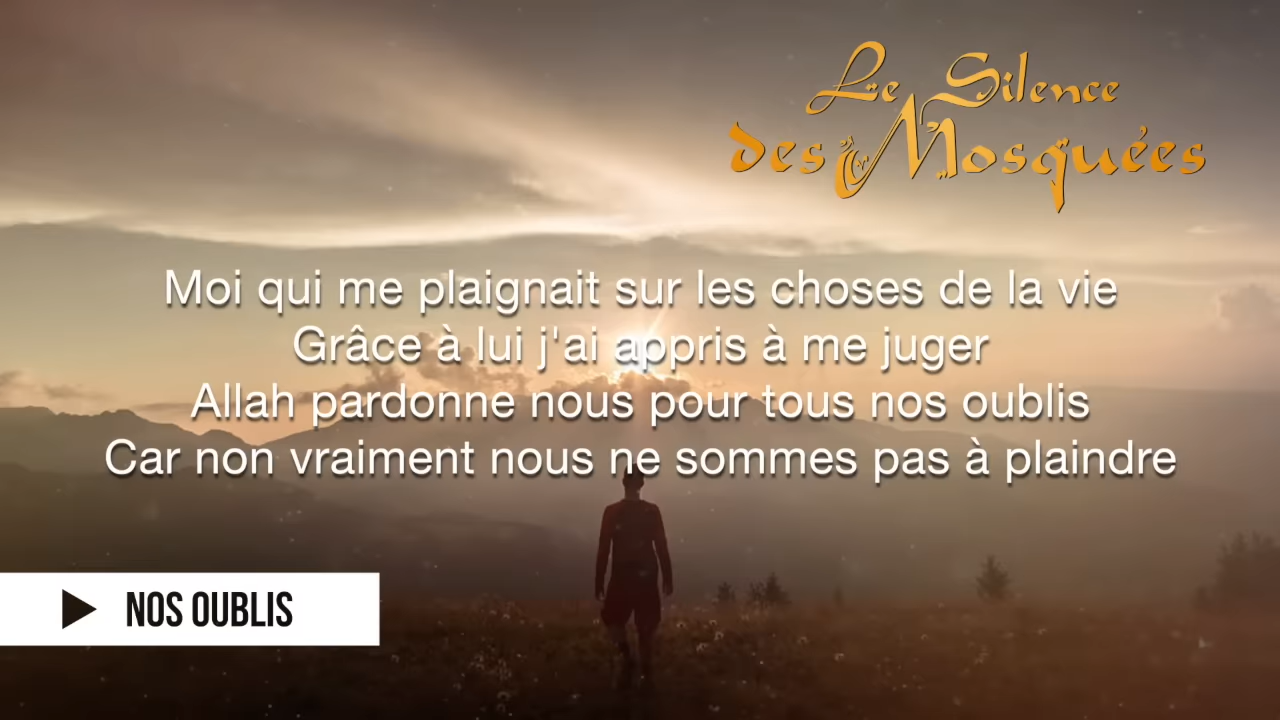 Le Silence
des Mosquées
Moi qui me plaignait sur les choses de la vie
Grâce à lui j'ai appris à me juger
Allah pardonne nous pour tous nos oublis
Car non vraiment nous ne sommes pas à plaindre
NOS OUBLIS